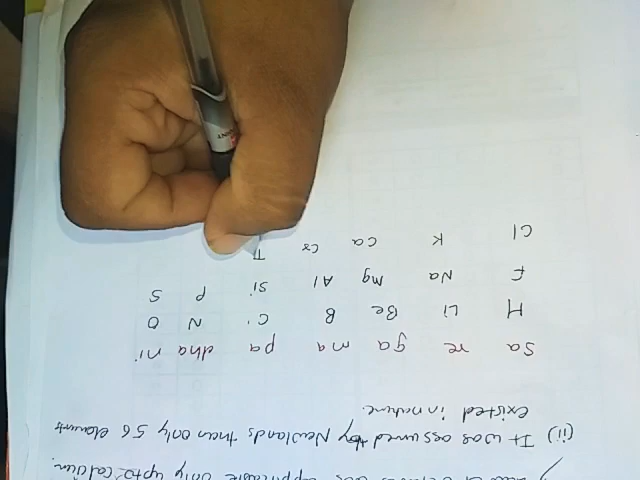 applicable only upto calcium.
(ii) It was assumed by Newlands than only 56 elements
existed in nature.
Sa re ga ma pa dha ni
H Li Be B C N O
F Na Mg Al Si P S
Cl K Ca Cr T